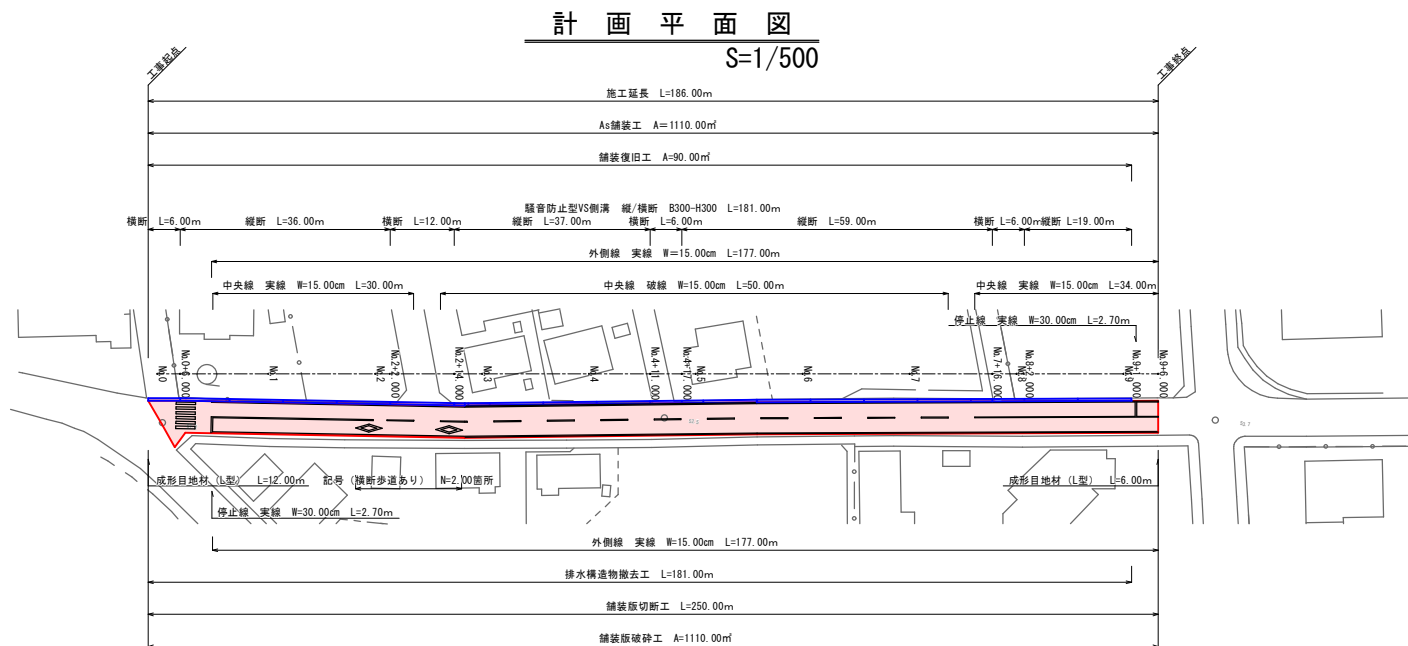 計画平面図
S=1/500
工事起点
工事終点
施工延長 L=186.00m
As舗装工 A=1110.00㎡
舗装復旧工 A=90.00㎡
騒音防止型VS側溝 縦/横断 B300-H300 L=181.00m
横断 L=6.00m
縦断 L=36.00m
横断 L=12.00m
縦断 L=37.00m
横断 L=6.00m
縦断 L=59.00m
横断 L=6.00m
縦断 L=19.00m
外側線 実線 W=15.00cm L=177.00m
中央線 実線 W=15.00cm L=30.00m
中央線 破線 W=15.00cm L=50.00m
中央線 実線 W=15.00cm L=34.00m
停止線 実線 W=30.00cm L=2.70m
No.0
No.0+6.000
No.1
No.2
No.2+2.000
No.2+14.000
No.3
No.4
No.4+11.000
No.4+17.000
No.5
No.6
No.7
No.7+16.000
No.8
No.8+2.000
No.9
No.9+1.000
No.9+6.000
成形目地材(L型) L=12.00m
記号(横断歩道あり) N=2.00箇所
成形目地材(L型) L=6.00m
停止線 実線 W=30.00cm L=2.70m
外側線 実線 W=15.00cm L=177.00m
排水構造物撤去工 L=181.00m
舗装版切断工 L=250.00m
舗装版破砕工 A=1110.00㎡